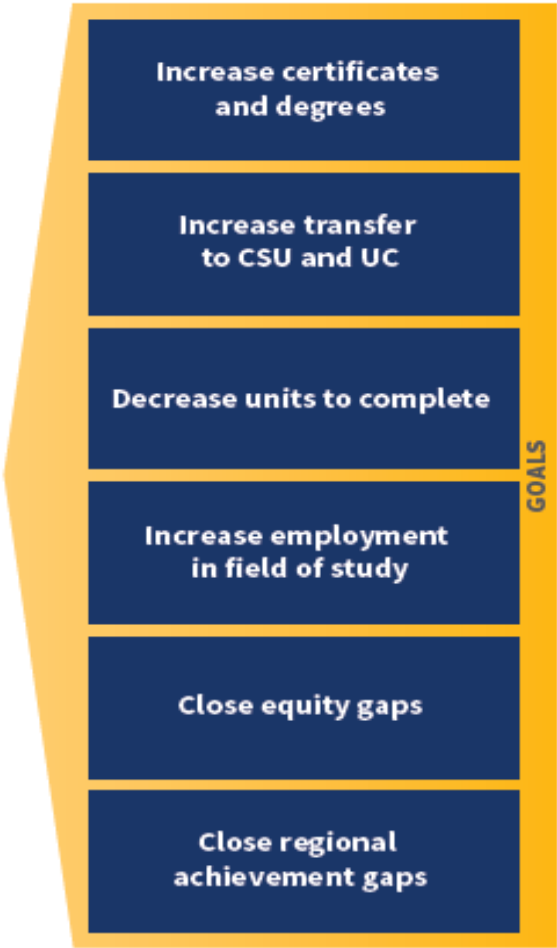 Increase certificates
and degrees
Increase transfer
to CSU and UC
Decrease units to complete
Increase employment
in field of study
Close equity gaps
Close regional
achievement gaps
GOALS